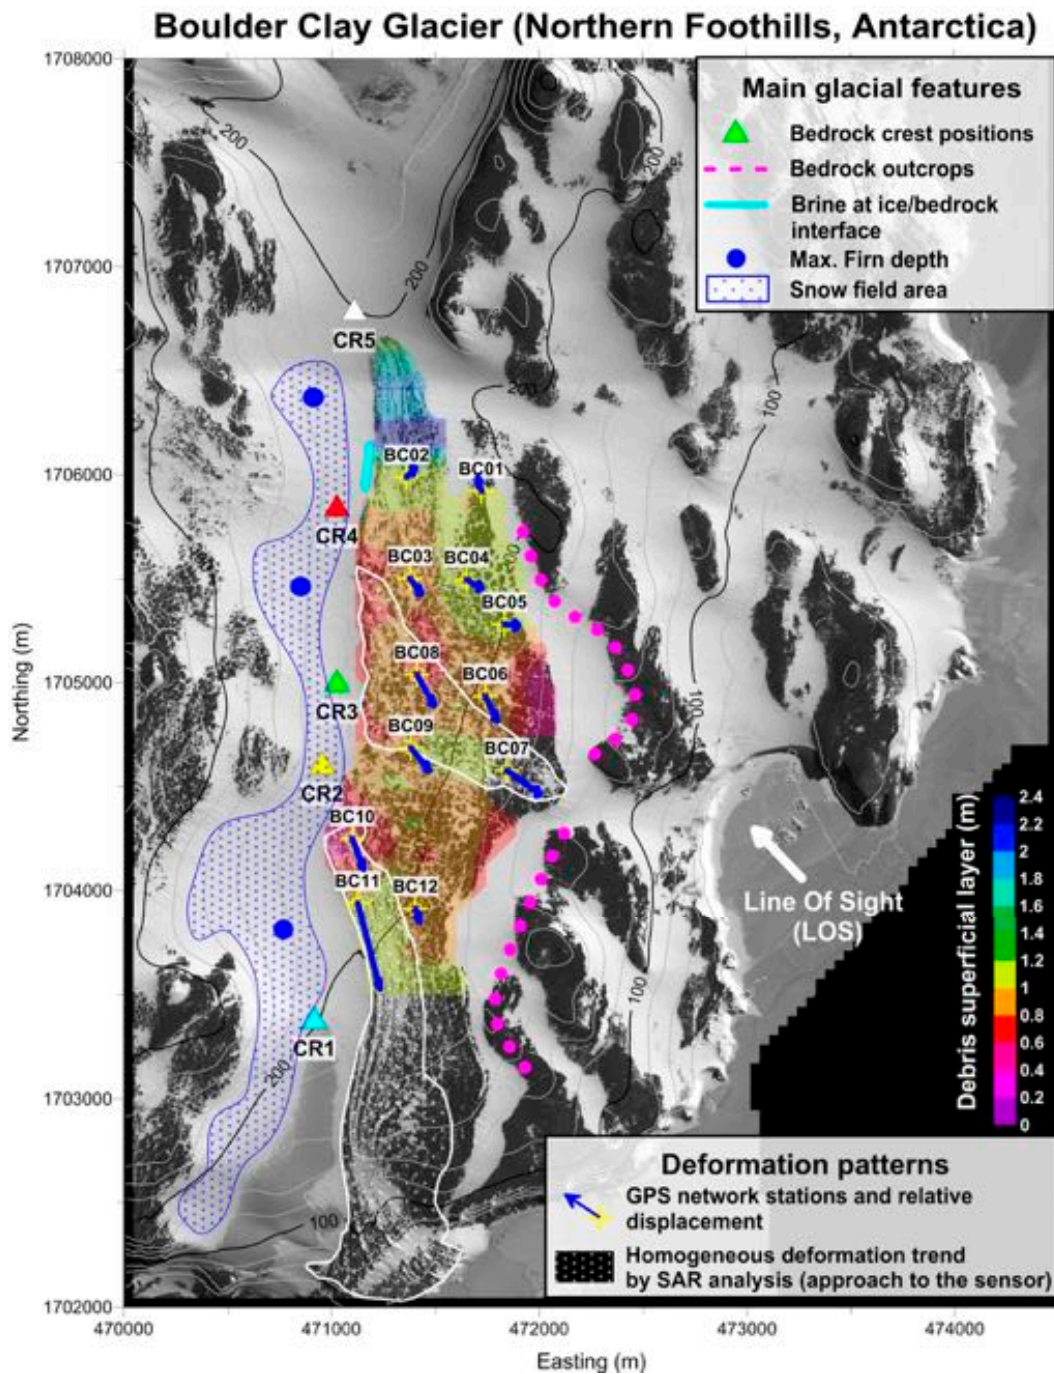 Boulder Clay Glacier (Northern Foothills, Antarctica)
Main glacial features
Bedrock crest positions
Bedrock outcrops
Brine at ice/bedrock
interface
Max. Firn depth
Snow field area
1708000
1707000
1706000
1705000
1704000
1703000
1702000
Northing (m)
200
200
200
200
100
CR5
BC02
BC01
CR4
BC03
BC04
BC05
BC08
BC06
CR3
100
BC09
BC07
CR2
BC10
BC11
BC12
Line Of Sight
(LOS)
100
CR1
200
100
Debris superficial layer (m)
2.4
2.2
2
1.8
1.6
1.4
1.2
1
0.8
0.6
0.4
0.2
0
Deformation patterns
GPS network stations and relative
displacement
Homogeneous deformation trend
by SAR analysis (approach to the sensor)
470000
471000
472000
473000
474000
Easting (m)